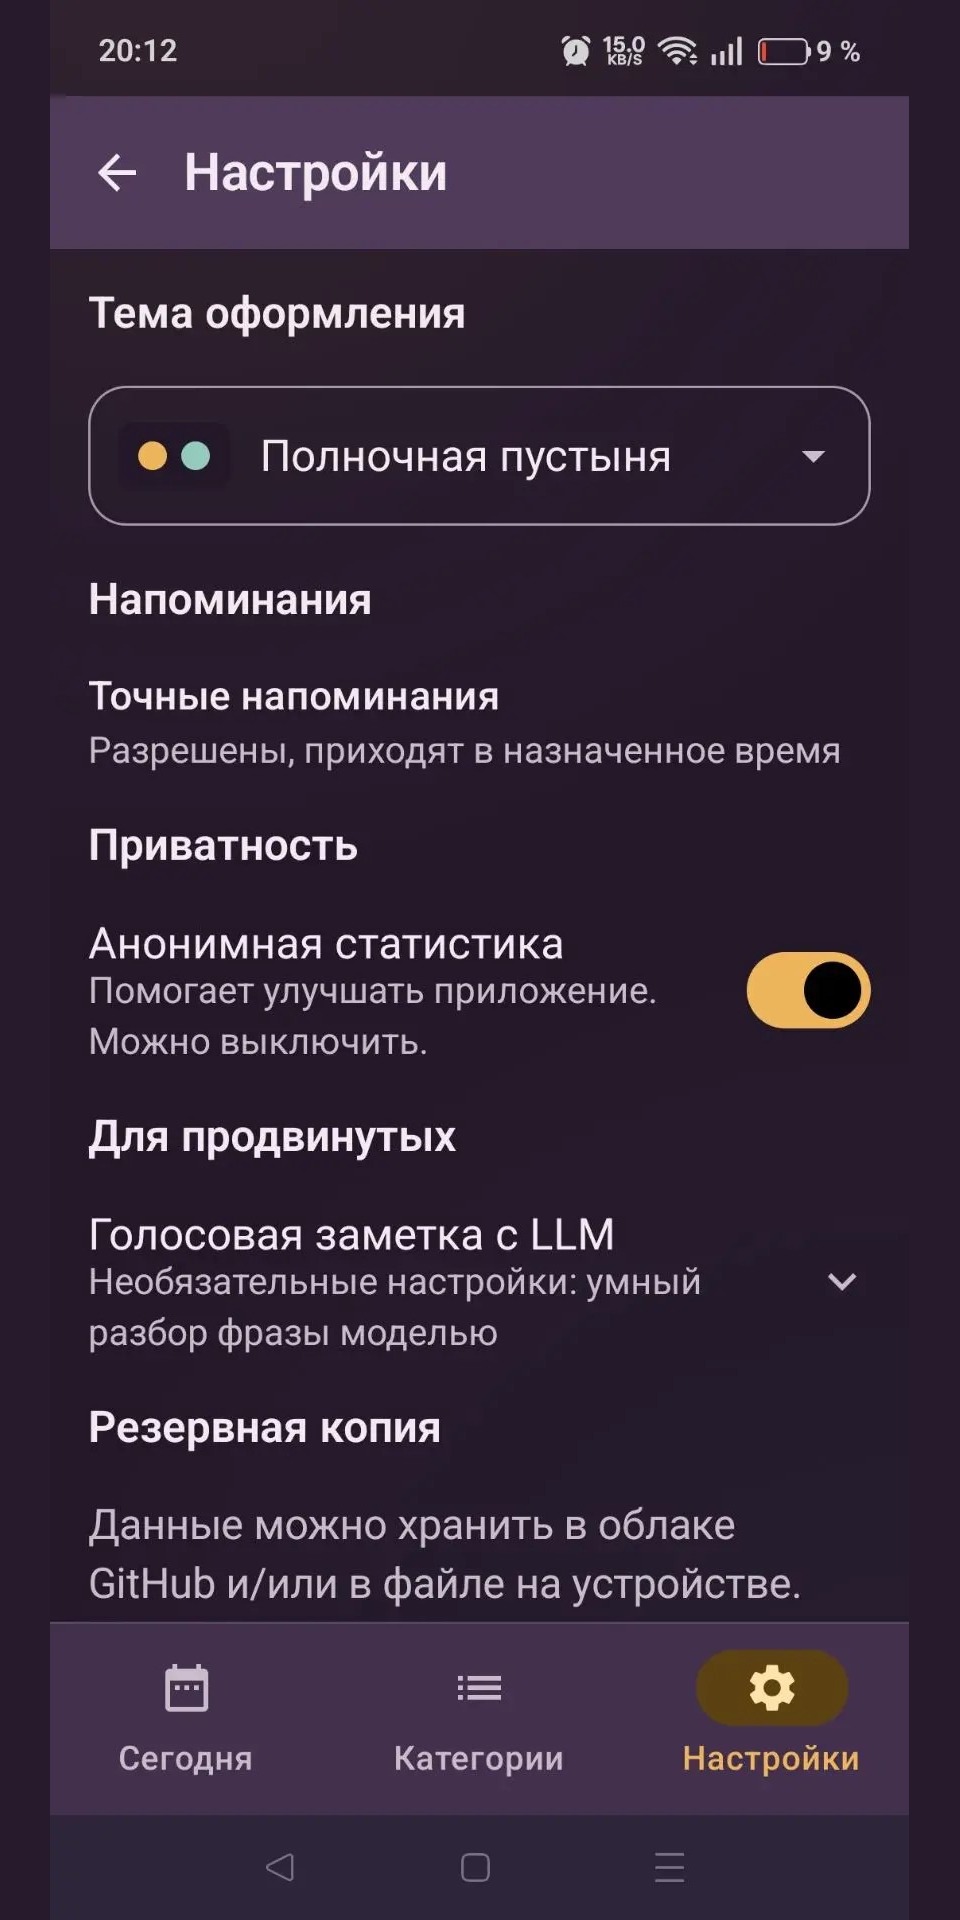 20:12
15.0
KB/S
9 %
Настройки
Тема оформления
Полночная пустыня
Напоминания
Точные напоминания
Разрешены, приходят в назначенное время
Приватность
Анонимная статистика
Помогает улучшать приложение.
Можно выключить.
Для продвинутых
Голосовая заметка с LLM
Необязательные настройки: умный
разбор фразы моделью
Резервная копия
Данные можно хранить в облаке
GitHub и/или в файле на устройстве.
Сегодня
Категории
Настройки